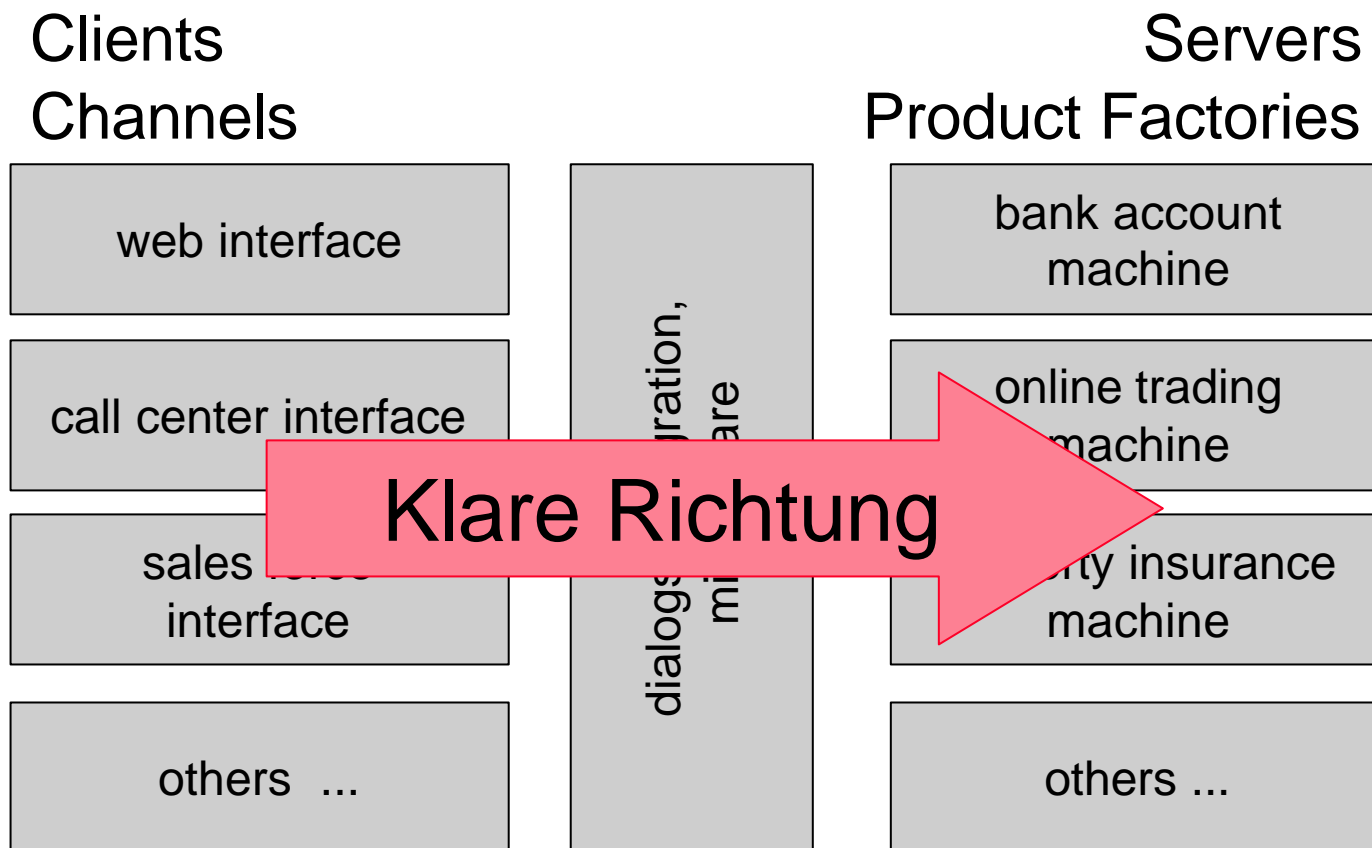 Clients
Channels
Servers
Product Factories
web interface
call center interface
sales
interface
others ...
dialogs
bank account
machine
online trading
machine
insurance
machine
others ...
Klare Richtung